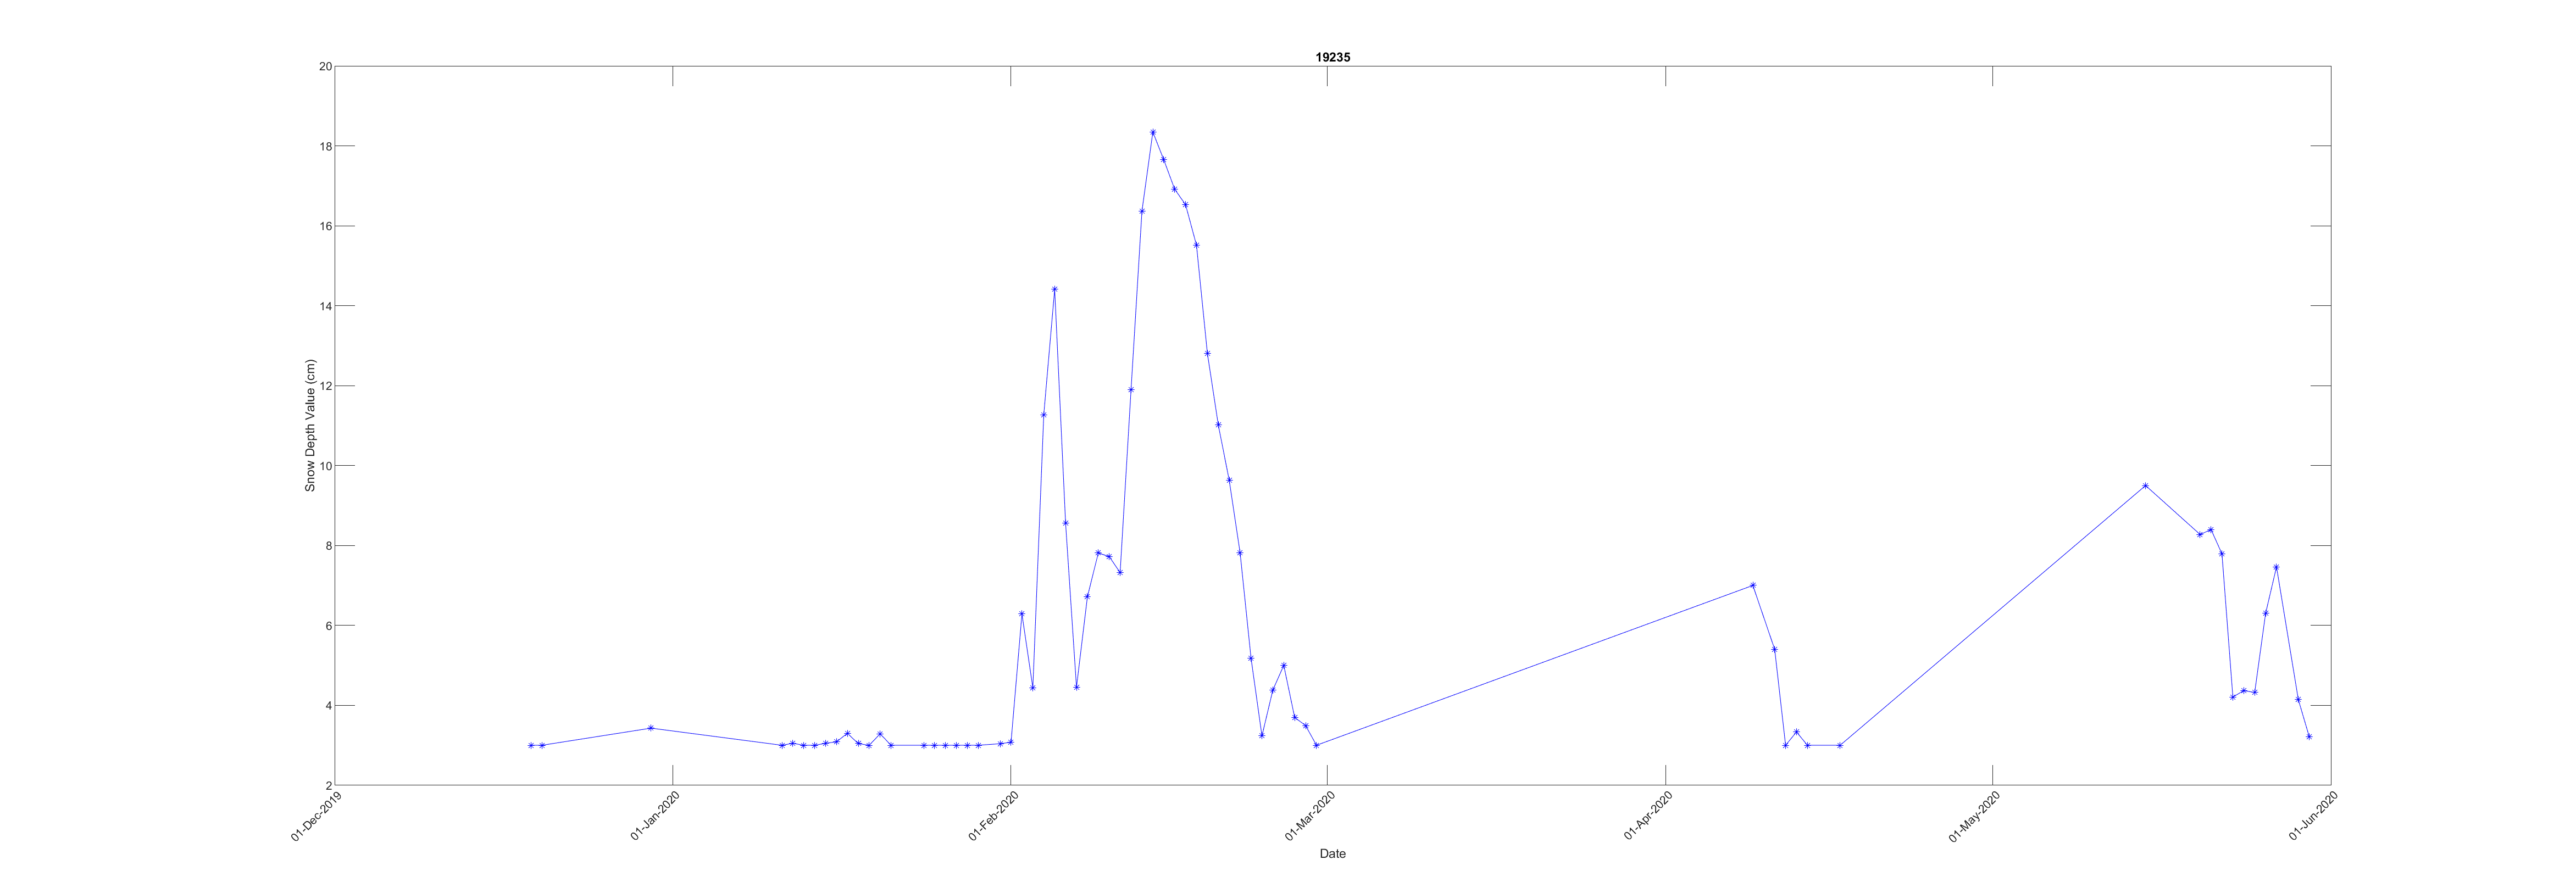 19235
20
18
16
14
12
10
8
6
4
2
Snow Depth Value (cm)
01-Dec-2019
01-Jan-2020
01-Feb-2020
01-Mar-2020
01-Apr-2020
01-May-2020
01-Jun-2020
Date